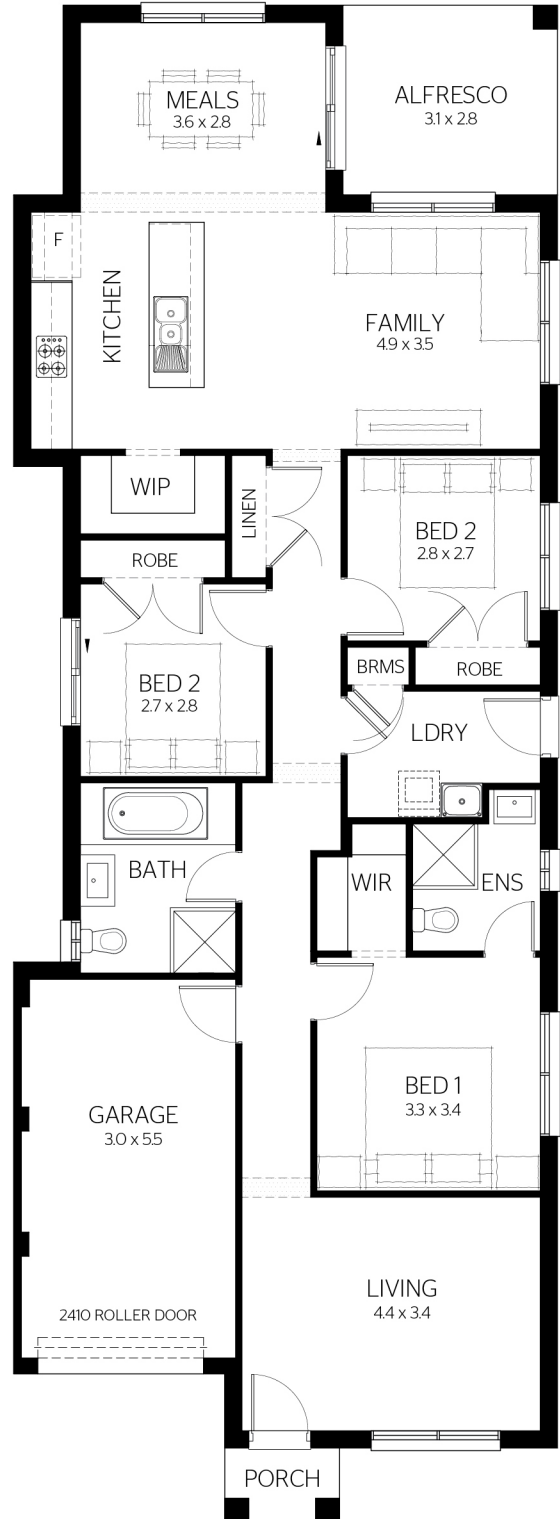 MEALS
3.6 x 2.8
ALFRESCO
3.1 x 2.8
F
KITCHEN
FAMILY
4.9 x 3.5
WIP
LINEN
BED 2
2.8 x 2.7
ROBE
BRMS
ROBE
BED 2
2.7 x 2.8
LDRY
BATH
WIR
ENS
BED 1
3.3 x 3.4
GARAGE
3.0 x 5.5
LIVING
4.4 x 3.4
2410 ROLLER DOOR
PORCH